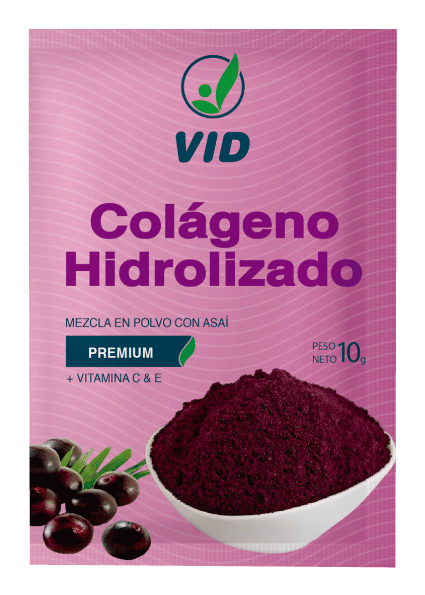 VID
Colágeno
Hidrolizado
MEZCLA EN POLVO CON ASAÍ
PREMIUM
+ VITAMINA C & E
PESO
NETO 10g